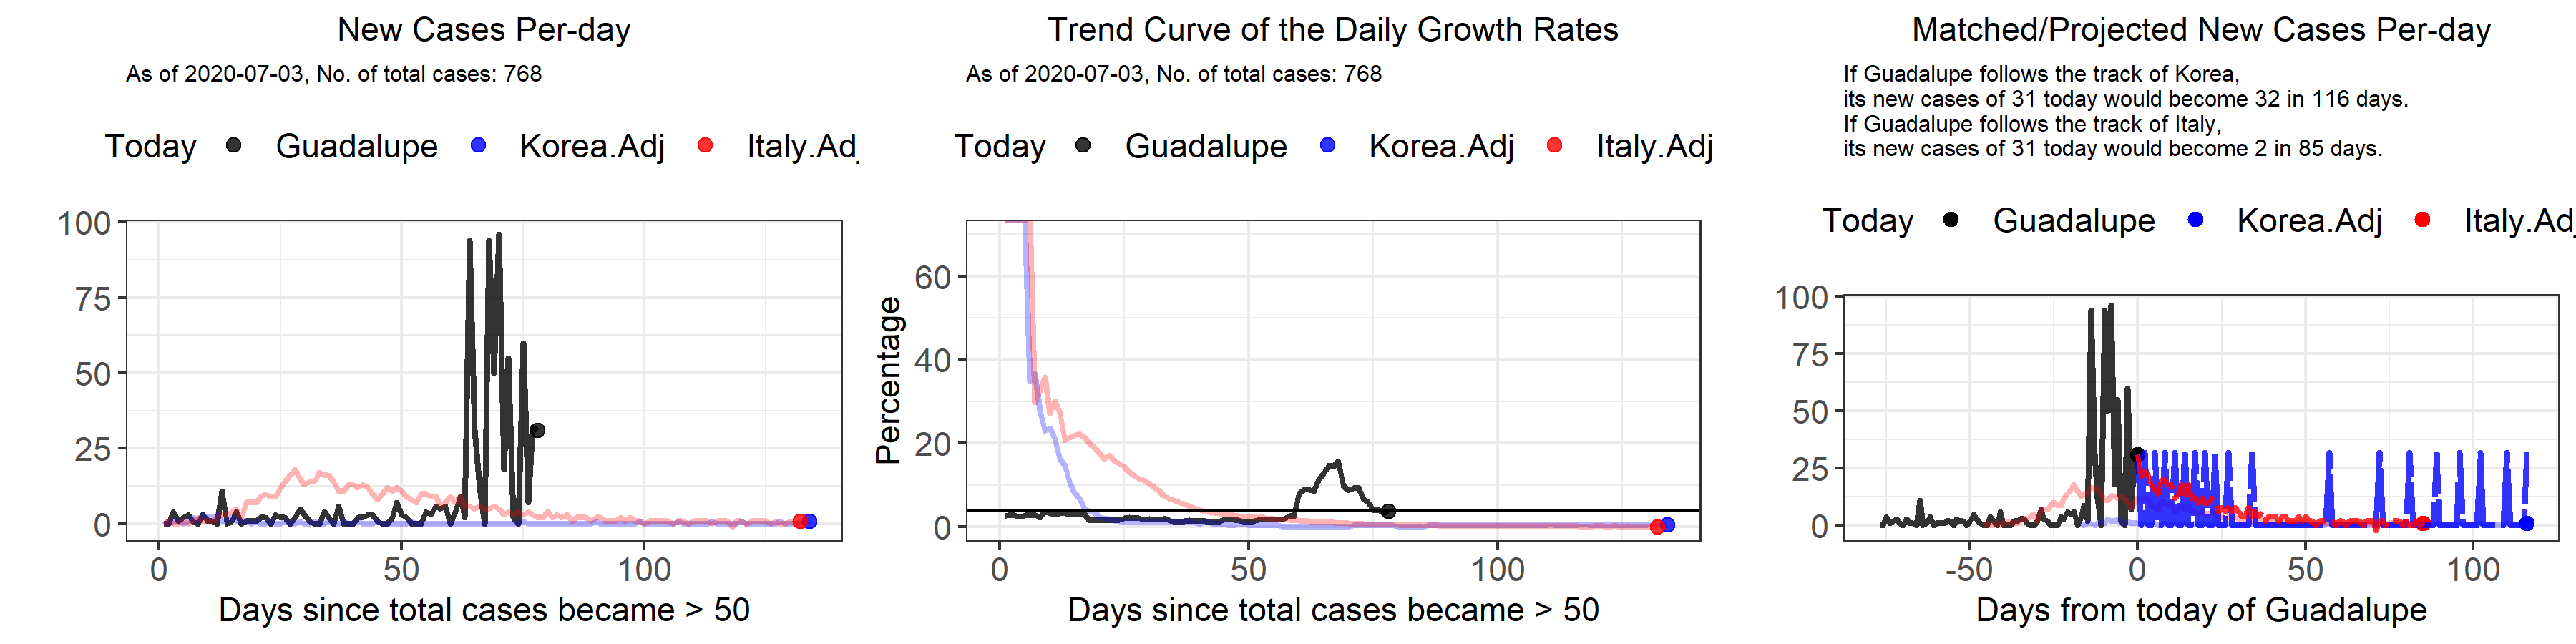 New Cases Per-day
As of 2020-07-03, No. of total cases: 768
Today Guadalupe Korea.Adj Italy.Adj
100
75
50
25
0
0 50 100
Days since total cases became > 50
Trend Curve of the Daily Growth Rates
As of 2020-07-03, No. of total cases: 768
Today Guadalupe Korea.Adj Italy.Adj
Percentage
60
40
20
0
0 50 100
Days since total cases became > 50
Matched/Projected New Cases Per-day
If Guadalupe follows the track of Korea,
its new cases of 31 today would become 32 in 116 days.
If Guadalupe follows the track of Italy,
its new cases of 31 today would become 2 in 85 days.
Today Guadalupe Korea.Adj Italy.Adj
100
75
50
25
0
-50 0 50 100
Days from today of Guadalupe